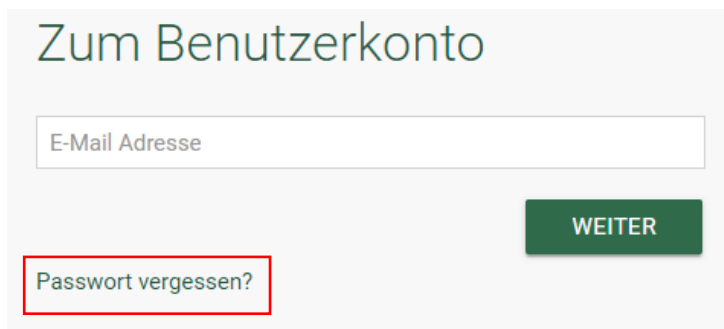 Zum Benutzerkonto
E-Mail Adresse
WEITER
Passwort vergessen?